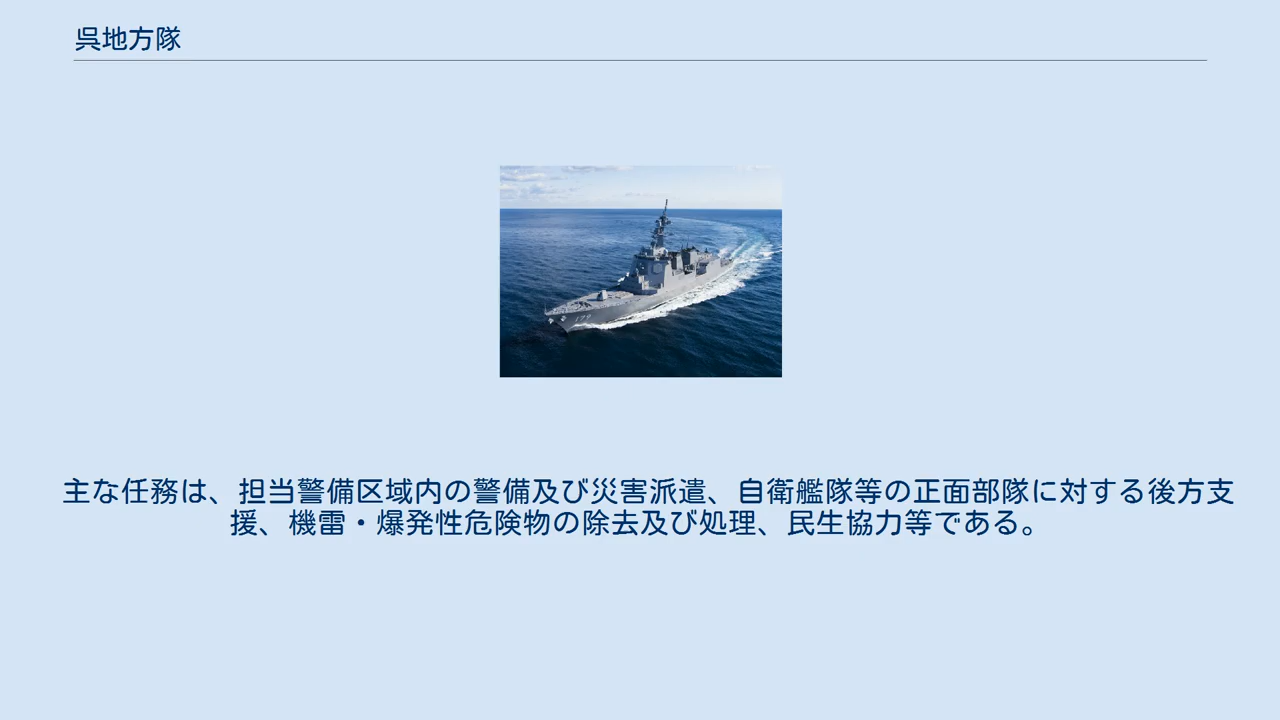 呉地方隊
179
主な任務は、担当警備区域内の警備及び災害派遣、自衛艦隊等の正面部隊に対する後方支
援、機雷・爆発性危険物の除去及び処理、民生協力等である。